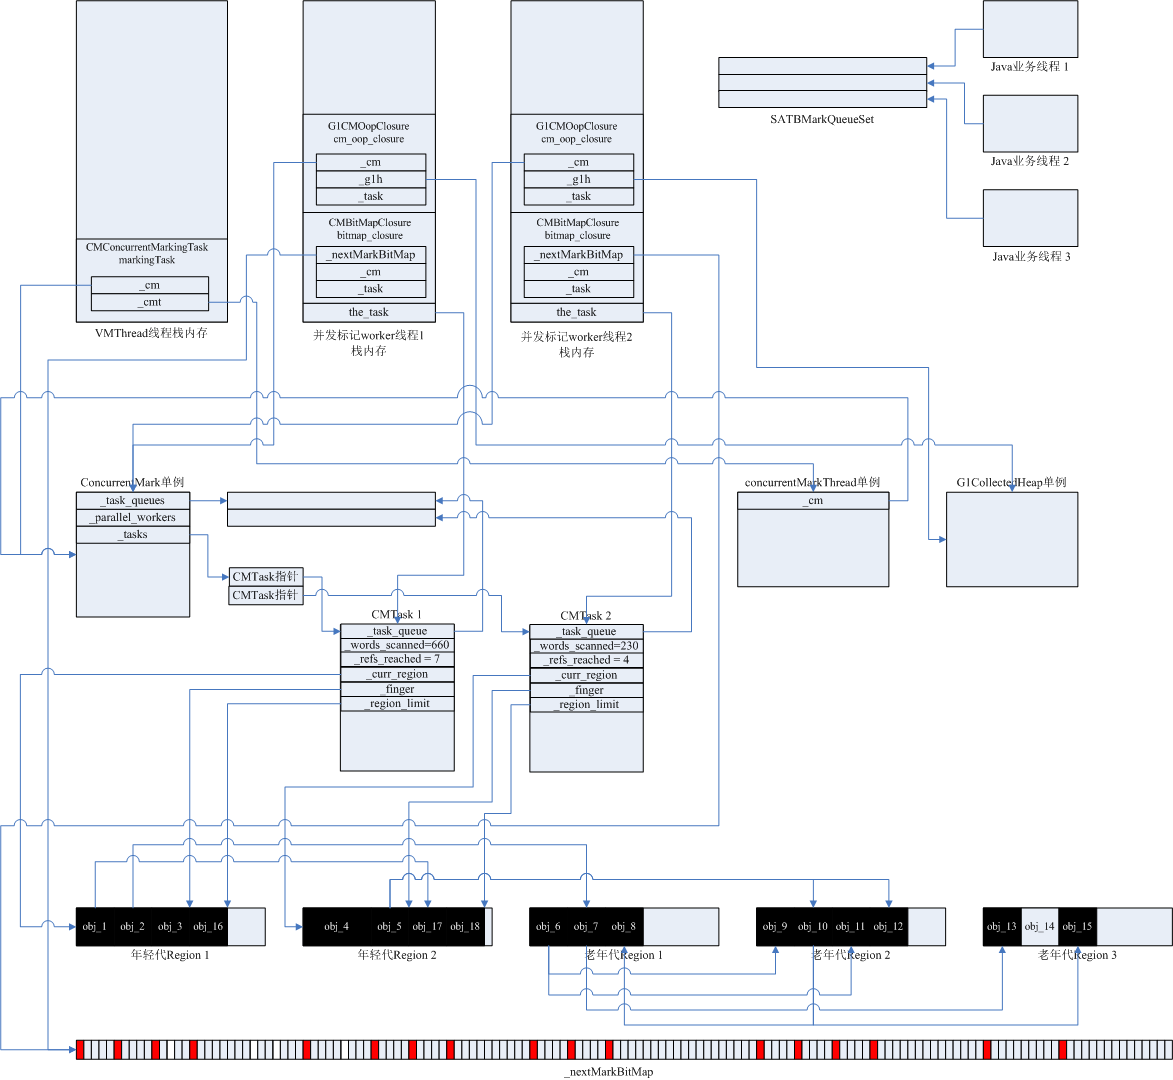 G1CMOopClosure
cm_oop_closure
_cm
_g1h
_task
CMBitMapClosure
bitmap_closure
_nextMarkBitMap
_cm
_task
the_task
并发标记worker线程1
栈内存
G1CMOopClosure
cm_oop_closure
_cm
_g1h
_task
CMBitMapClosure
bitmap_closure
_nextMarkBitMap
_cm
_task
the_task
并发标记worker线程2
栈内存
CMConcurrentMarkingTask
markingTask
_cm
_cmt
VMThread线程栈内存
SATBMarkQueueSet
Java业务线程 1
Java业务线程 2
Java业务线程 3
ConcurrentMark单例
_task_queues
_parallel_workers
_tasks
CMTask指针
CMTask指针
concurrentMarkThread单例
_cm
G1CollectedHeap单例
CMTask 1
_task_queue
_words_scanned=660
_refs_reached = 7
_curr_region
_finger
_region_limit
CMTask 2
_task_queue
_words_scanned=230
_refs_reached = 4
_curr_region
_finger
_region_limit
obj_1 obj_2 obj_3 obj_16
年轻代Region 1
obj_4 obj_5 obj_17 obj_18
年轻代Region 2
obj_6 obj_7 obj_8
老年代Region 1
obj_9 obj_10 obj_11 obj_12
老年代Region 2
obj_13 obj_14 obj_15
老年代Region 3
_nextMarkBitMap